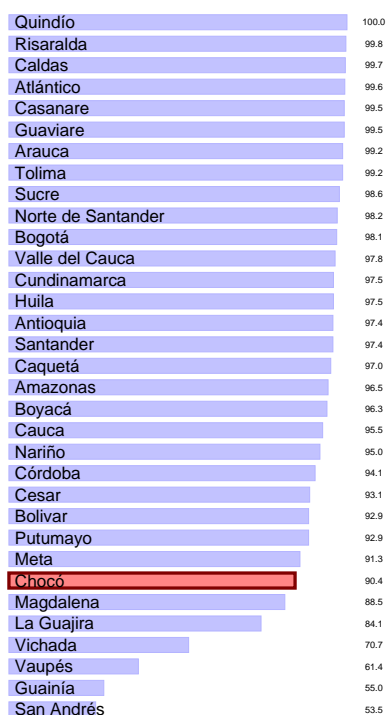 Quindío 100.0
Risaralda 99.8
Caldas 99.7
Atlántico 99.6
Casanare 99.5
Guaviare 99.5
Arauca 99.2
Tolima 99.2
Sucre 98.6
Norte de Santander 98.2
Bogotá 98.1
Valle del Cauca 97.8
Cundinamarca 97.5
Huila 97.5
Antioquia 97.4
Santander 97.4
Caquetá 97.0
Amazonas 96.5
Boyacá 96.3
Cauca 95.5
Nariño 95.0
Córdoba 94.1
Cesar 93.1
Bolivar 92.9
Putumayo 92.9
Meta 91.3
Chocó 90.4
Magdalena 88.5
La Guajira 84.1
Vichada 70.7
Vaupés 61.4
Guainía 55.0
San Andrés 53.5